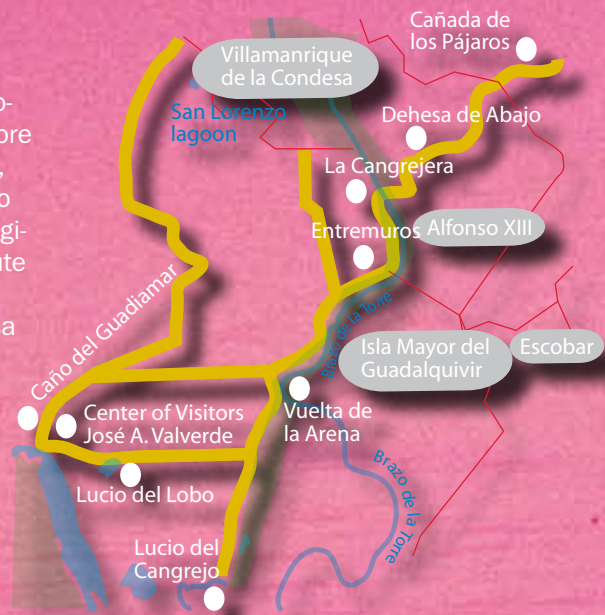 Cañada de
los Pájaros
Villamanrique
de la Condesa
San Lorenzo
lagoon
Dehesa de Abajo
La Cangrejera
Entremuros
Alfonso XIII
Caño del Guadiamar
Brazo de la Torre
Isla Mayor del
Guadalquivir
Escobar
Center of Visitors
José A. Valverde
Vuelta de
la Arena
Lucio del Lobo
Brazo de la Torre
Lucio del
Cangrejo